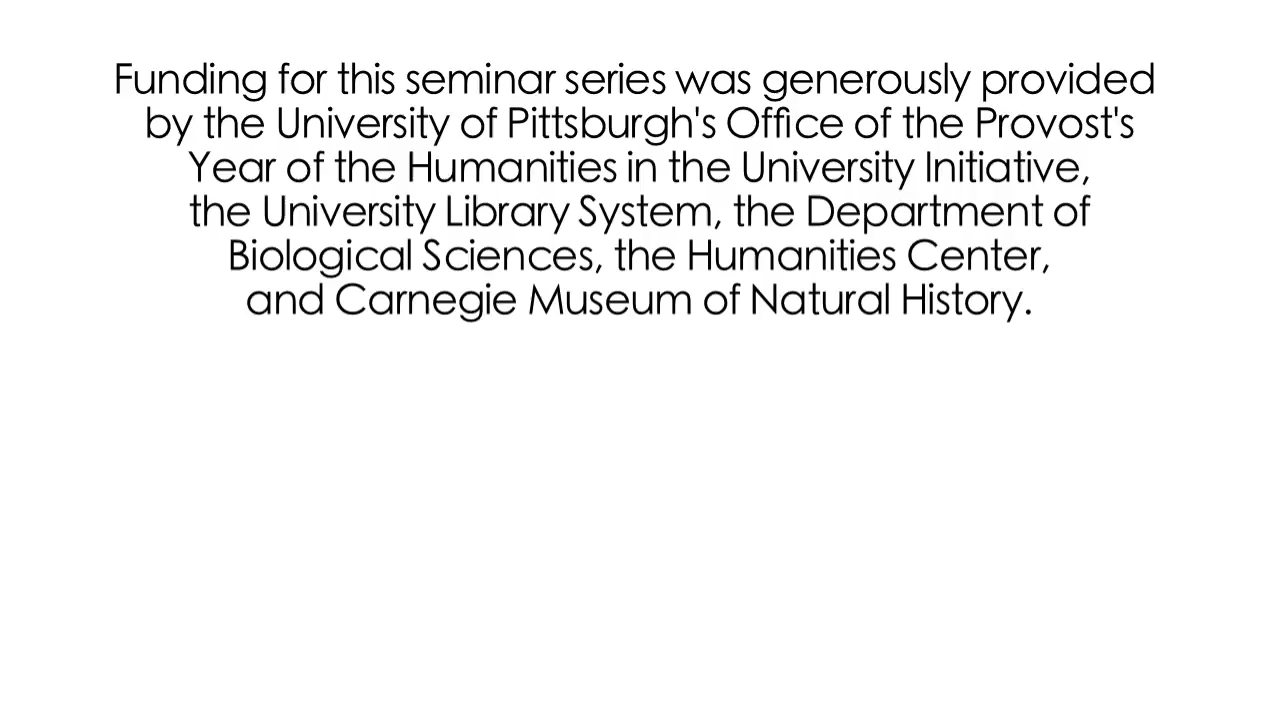 Funding for this seminar series was generously provided
by the University of Pittsburgh's Office of the Provost's
Year of the Humanities in the University Initiative,
the University Library System, the Department of
Biological Sciences, the Humanities Center,
and Carnegie Museum of Natural History.